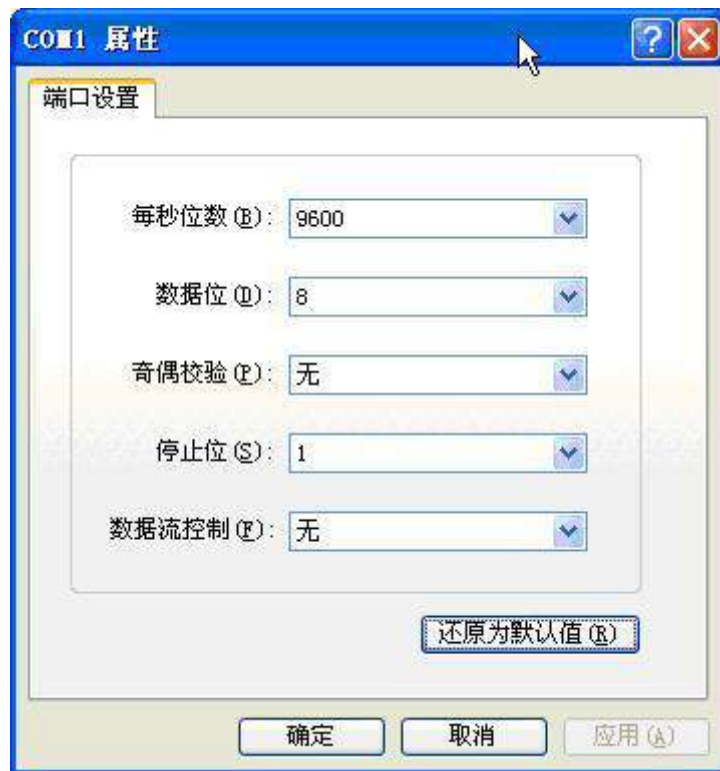 COM1 属性
端口设置
每秒位数(B): 9600
数据位(D): 8
奇偶校验(P): 无
停止位(S): 1
数据流控制(F): 无
还原为默认值(R)
确定 取消 应用(A)